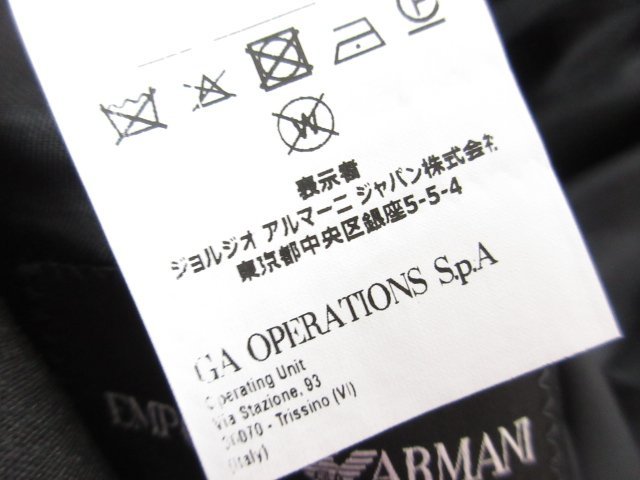 表示者
ジョルジオ アルマーニ ジャパン株式会社
東京都中央区銀座5-5-4
GA OPERATIONS S.p.A
Operating Unit
Via Stazione, 93
36070 - Trissino (VI)
(Italy)
ARMANI